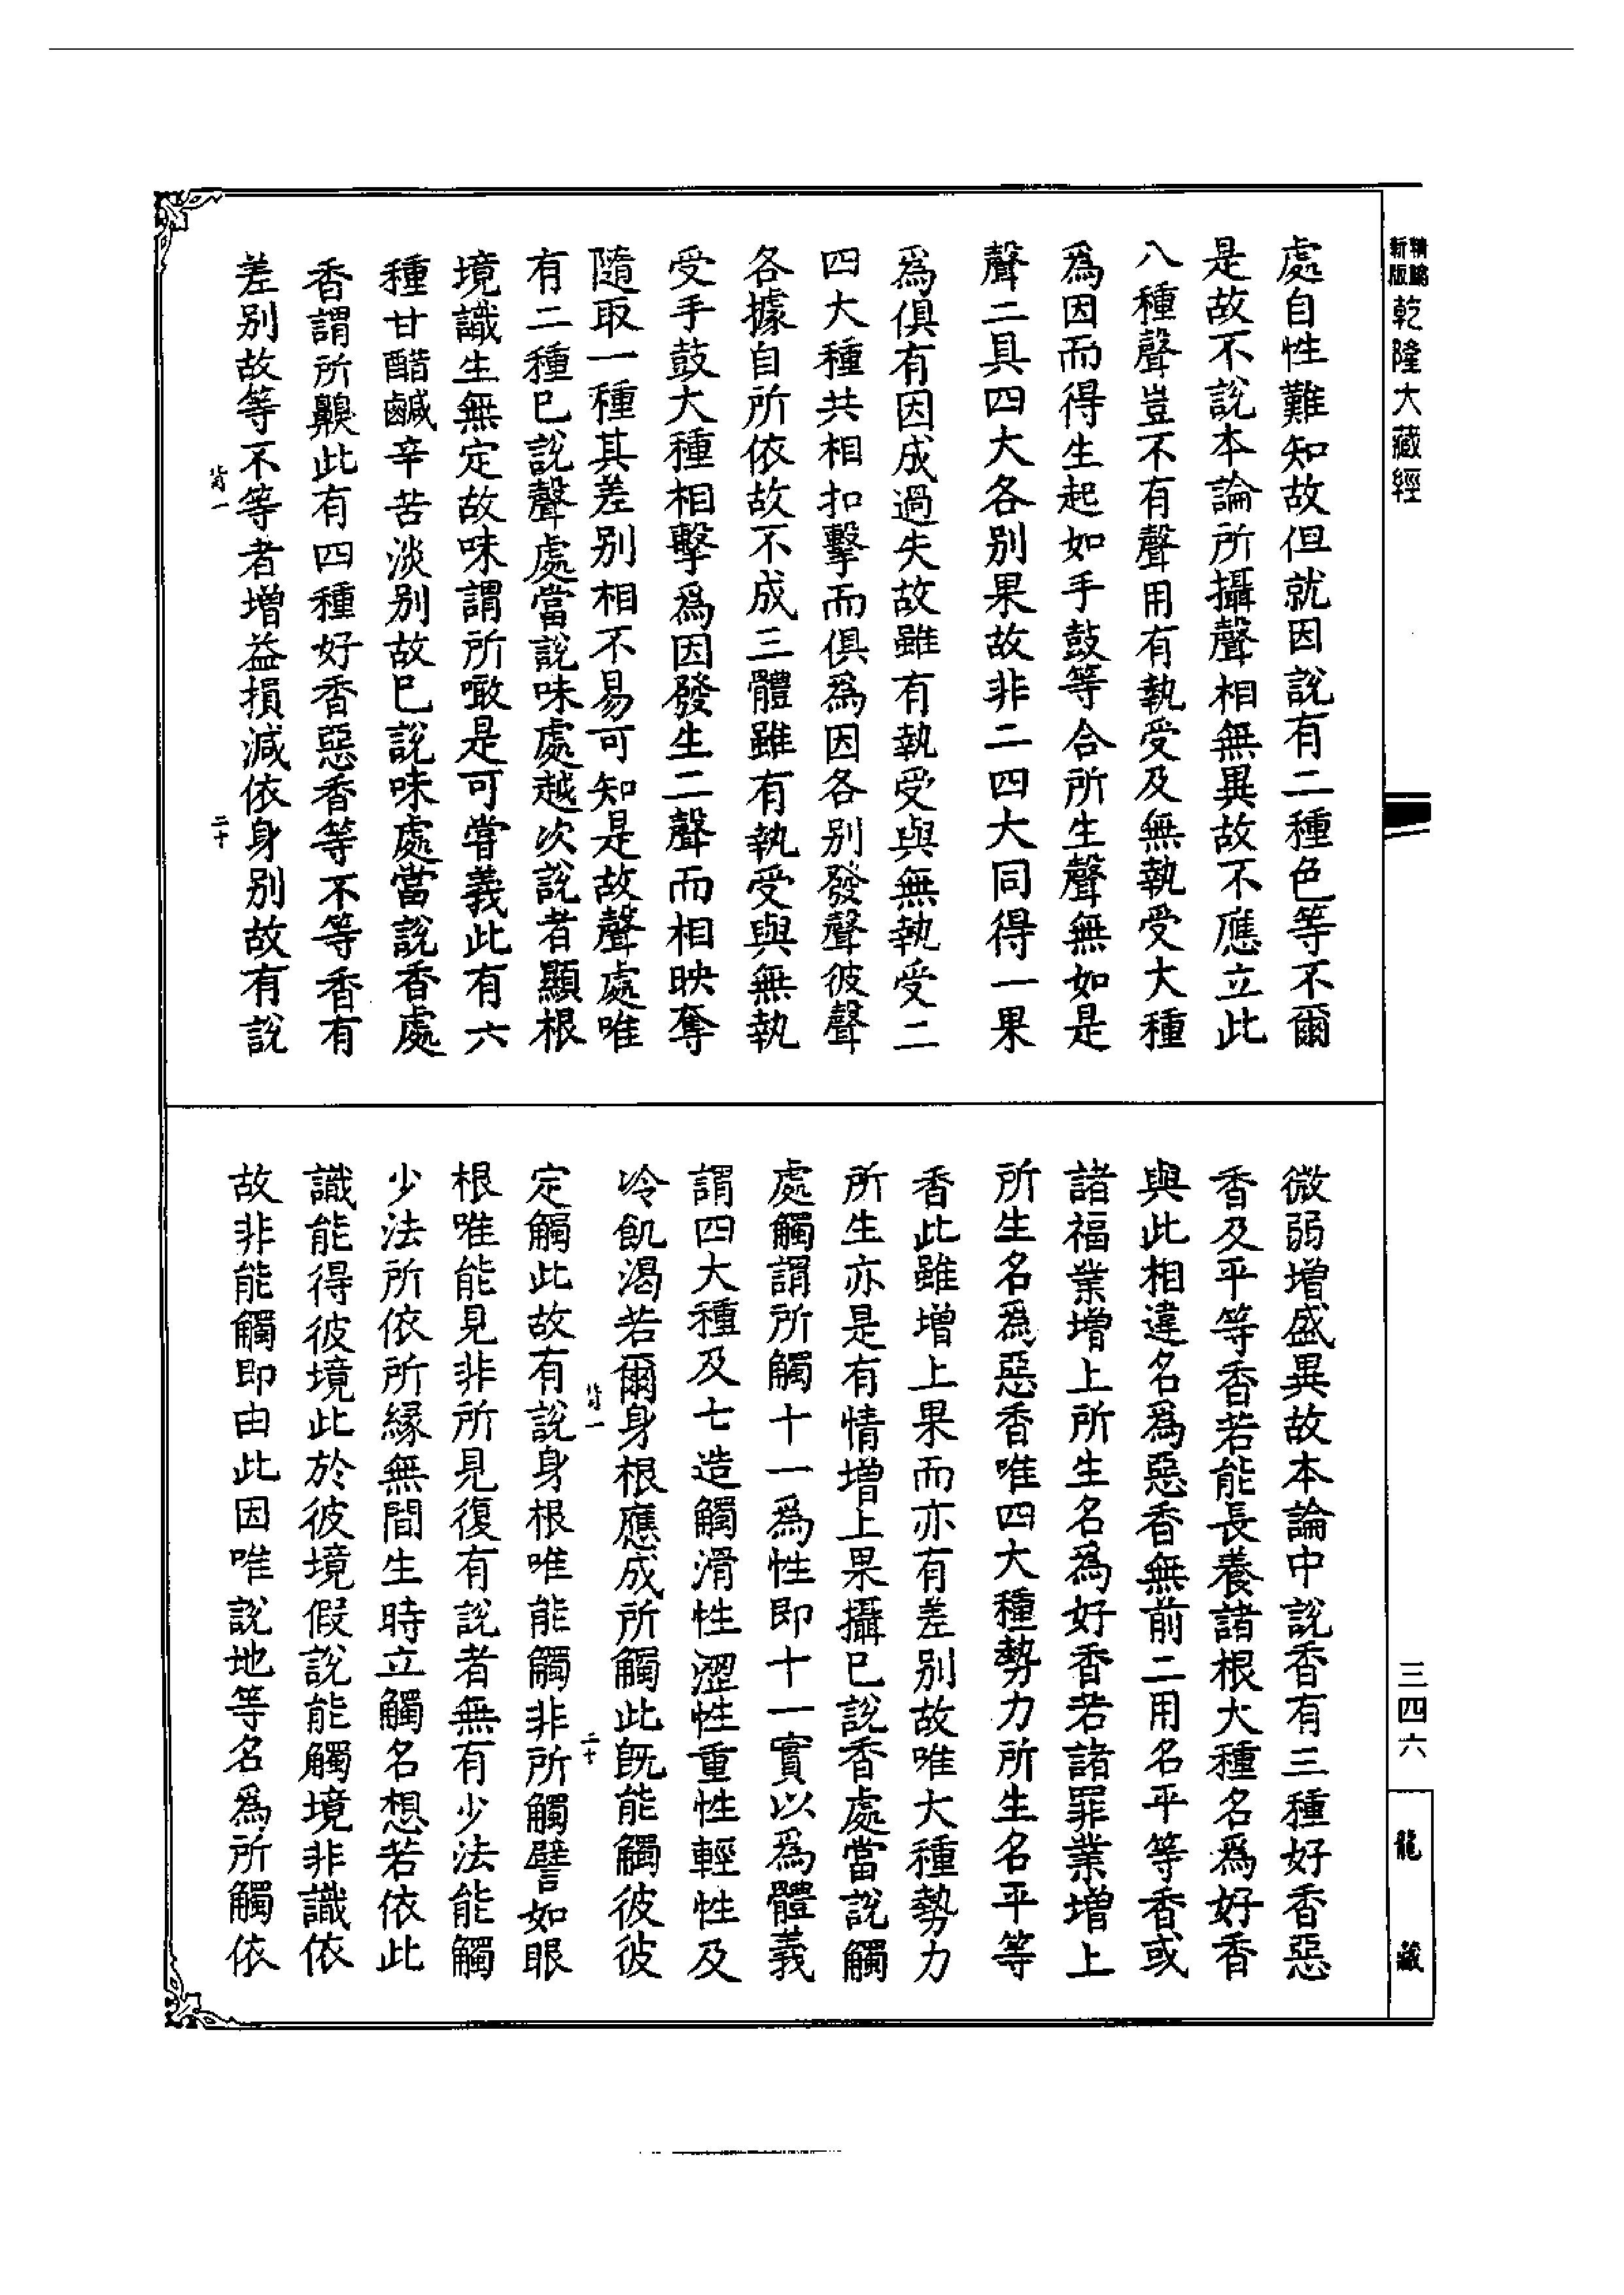 精編
新版
乾隆大藏經
處自性難知故但就因說有二種色等不爾
是故不說本論所攝聲相無異故不應立此
八種聲豈不有聲用有執受及無執受大種
為因而得生起如手鼓等合所生聲無如是
聲二具四大各別果故非二四大同得一果
為俱有因成過失故雖有執受與無執受二
四大種共相扣擊而俱為因各別發聲彼聲
各據自所依故不成三體雖有執受與無執
受手鼓大種相擊為因發生二聲而相映奪
隨取一種其差別相不易可知是故聲處唯
有二種已說聲處當說味處越次說者顯根
境識生無定故味謂所噉是可甞義此有六
種甘醋鹹辛苦淡別故已說味處當說香處
香謂所齅此有四種好香惡香等不等香有
差別故等不等者增益損減依身別故有說
二十
微弱增盛異故本論中說香有三種好香惡
香及平等香若能長養諸根大種名為好香
與此相違名為惡香無前二用名平等香或
諸福業增上所生名為好香若諸罪業增上
所生名為惡香唯四大種勢力所生名平等
香此雖增上果而亦有差別故唯大種勢力
所生亦是有情增上果攝已說香處當說觸
處觸謂所觸十一為性即十一實以為體義
謂四大種及七造觸滑性澀性重性輕性及
冷飢渴若爾身根應成所觸此既能觸彼彼
二十
定觸此故有說身根唯能觸非所觸譬如眼
根唯能見非所見復有說者無有少法能觸
少法所依所緣無間生時立觸名想若依此
識能得彼境此於彼境假說能觸境非識依
故非能觸即由此因唯說地等名為所觸依
三四六
龍藏